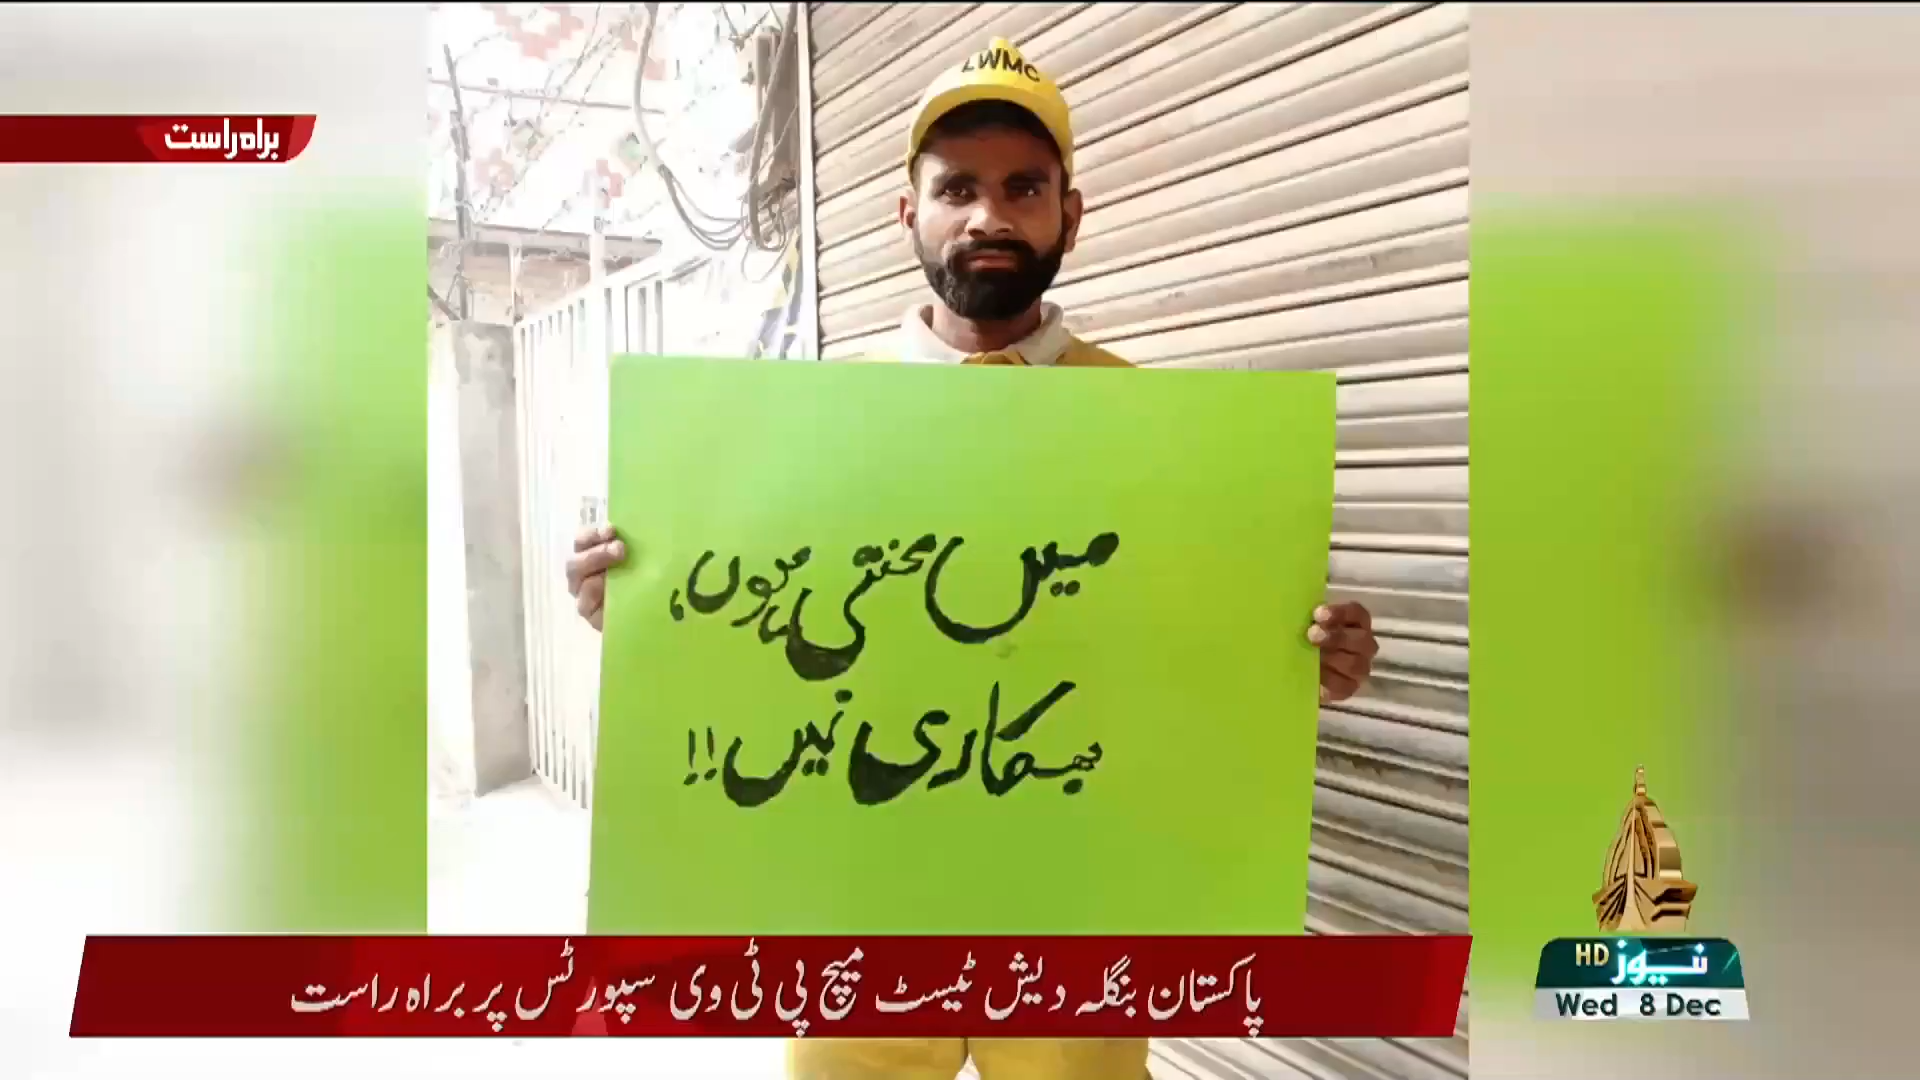 براہ راست
LWMC
میں محنتی ہوں،
بھکاری نہیں!!
پاکستان بنگلہ دیش ٹیسٹ میچ پی ٹی وی سپورٹس پر براہ راست
نیوز HD
Wed 8 Dec